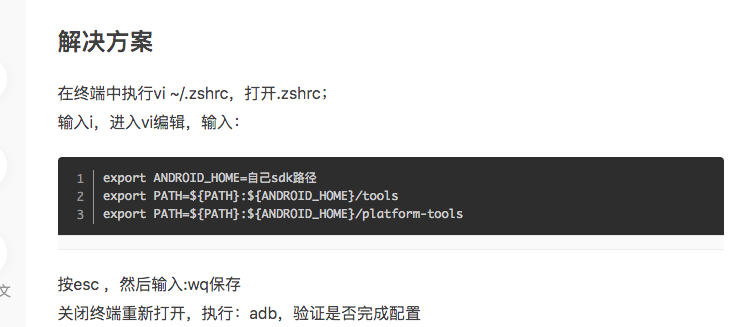 解决方案
在终端中执行vi ~/.zshrc，打开.zshrc；
输入i，进入vi编辑，输入：
1 export ANDROID_HOME=自己sdk路径
2 export PATH=${PATH}:${ANDROID_HOME}/tools
3 export PATH=${PATH}:${ANDROID_HOME}/platform-tools
按esc ，然后输入:wq保存
文
关闭终端重新打开，执行：adb，验证是否完成配置